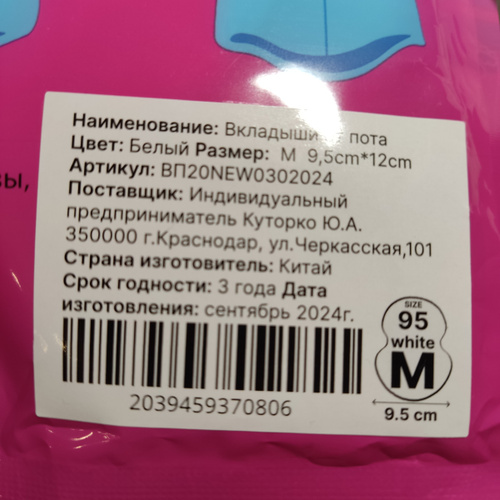 Наименование: Вкладыши пота
Цвет: Белый Размер: М 9,5cm*12cm
Артикул: ВП20NEW0302024
Поставщик: Индивидуальный
предприниматель Куторко Ю.А.
350000 г.Краснодар, ул.Черкасская,101
Страна изготовитель: Китай
Срок годности: 3 года Дата
изготовления: сентябрь 2024г.
2039459370806
SIZE
95
white
M
9.5 cm